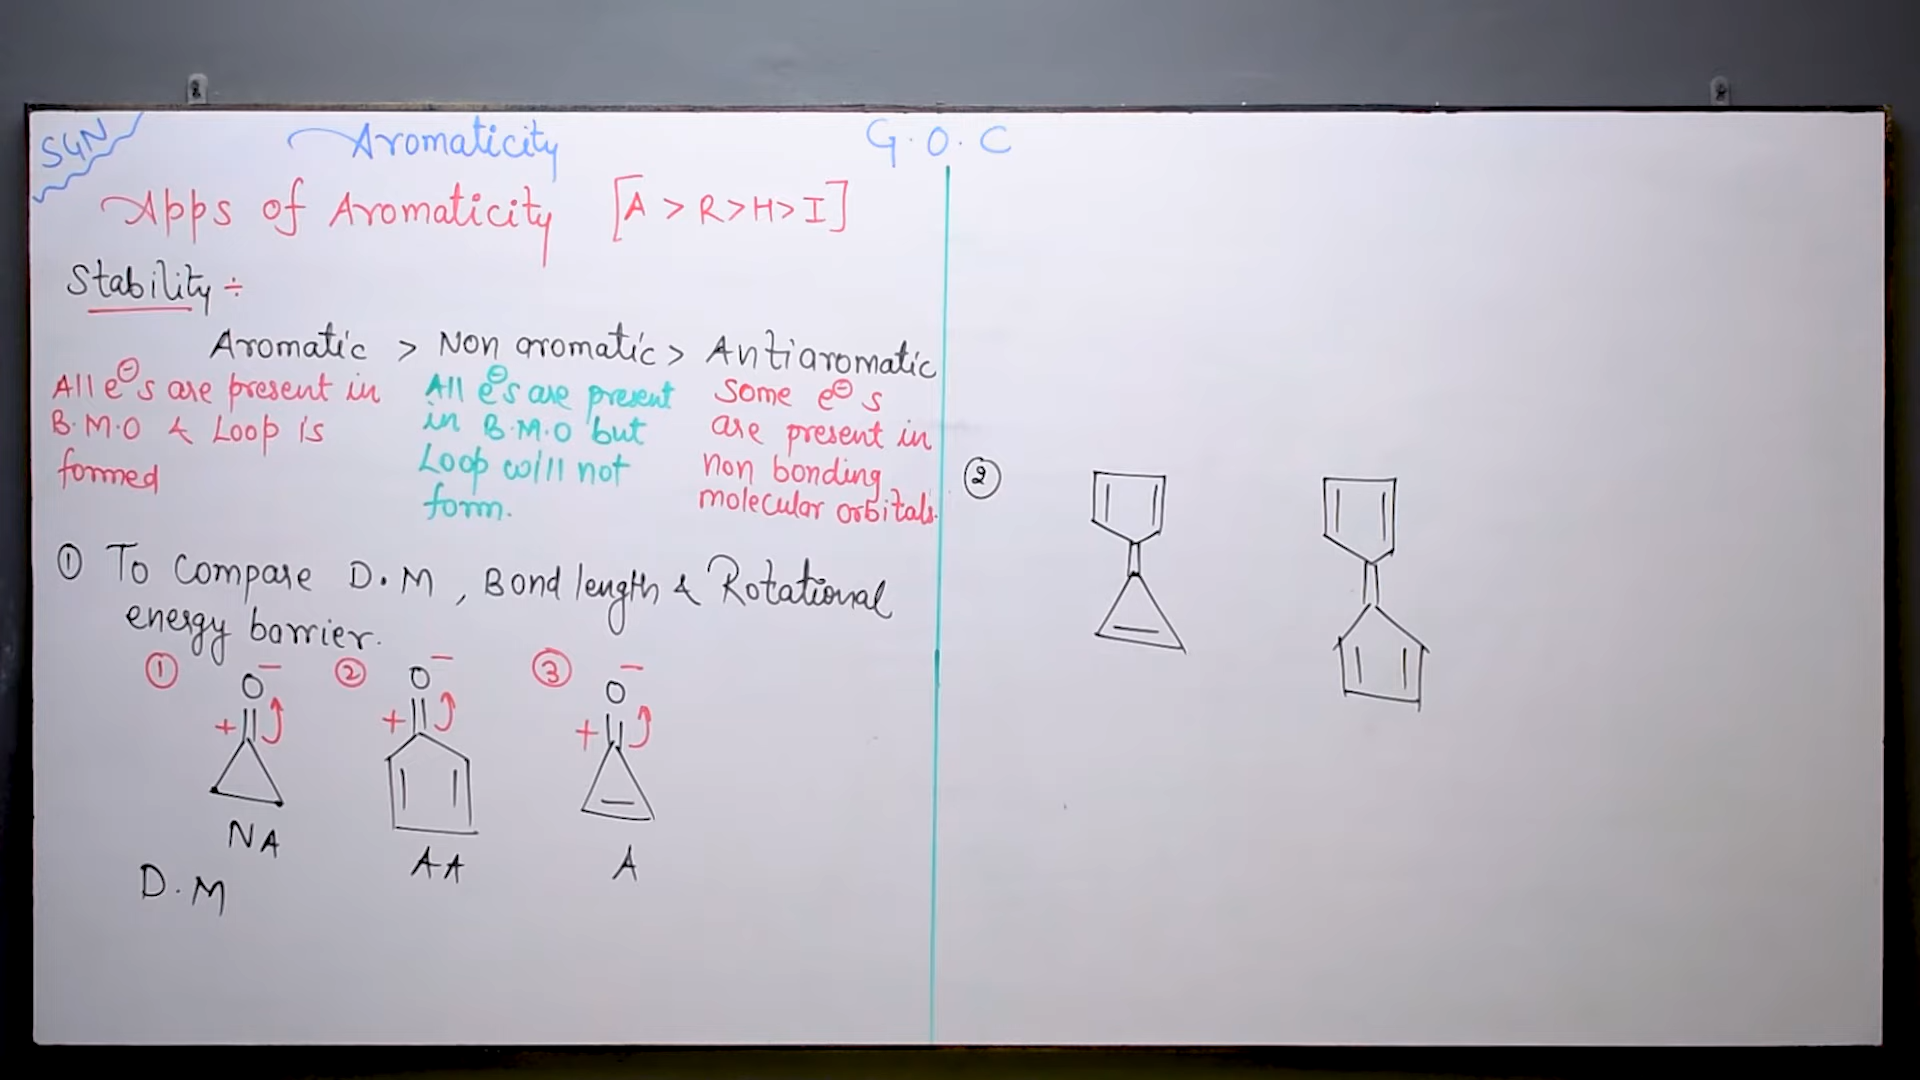 SGN
Aromaticity
G.O.C
Apps of Aromaticity [A > R > H > I]
Stability ÷
Aromatic > Non aromatic > Antiaromatic
All e⊖s are present in
B.M.O & Loop is
formed
All e⊖s are present
in B.M.O but
Loop will not
form.
Some e⊖s
are present in
non bonding
molecular orbitals.
① To Compare D.M, Bond length & Rotational
energy barrier.
① ② ③
O− O− O−
+ + +
NA AA A
D.M
②